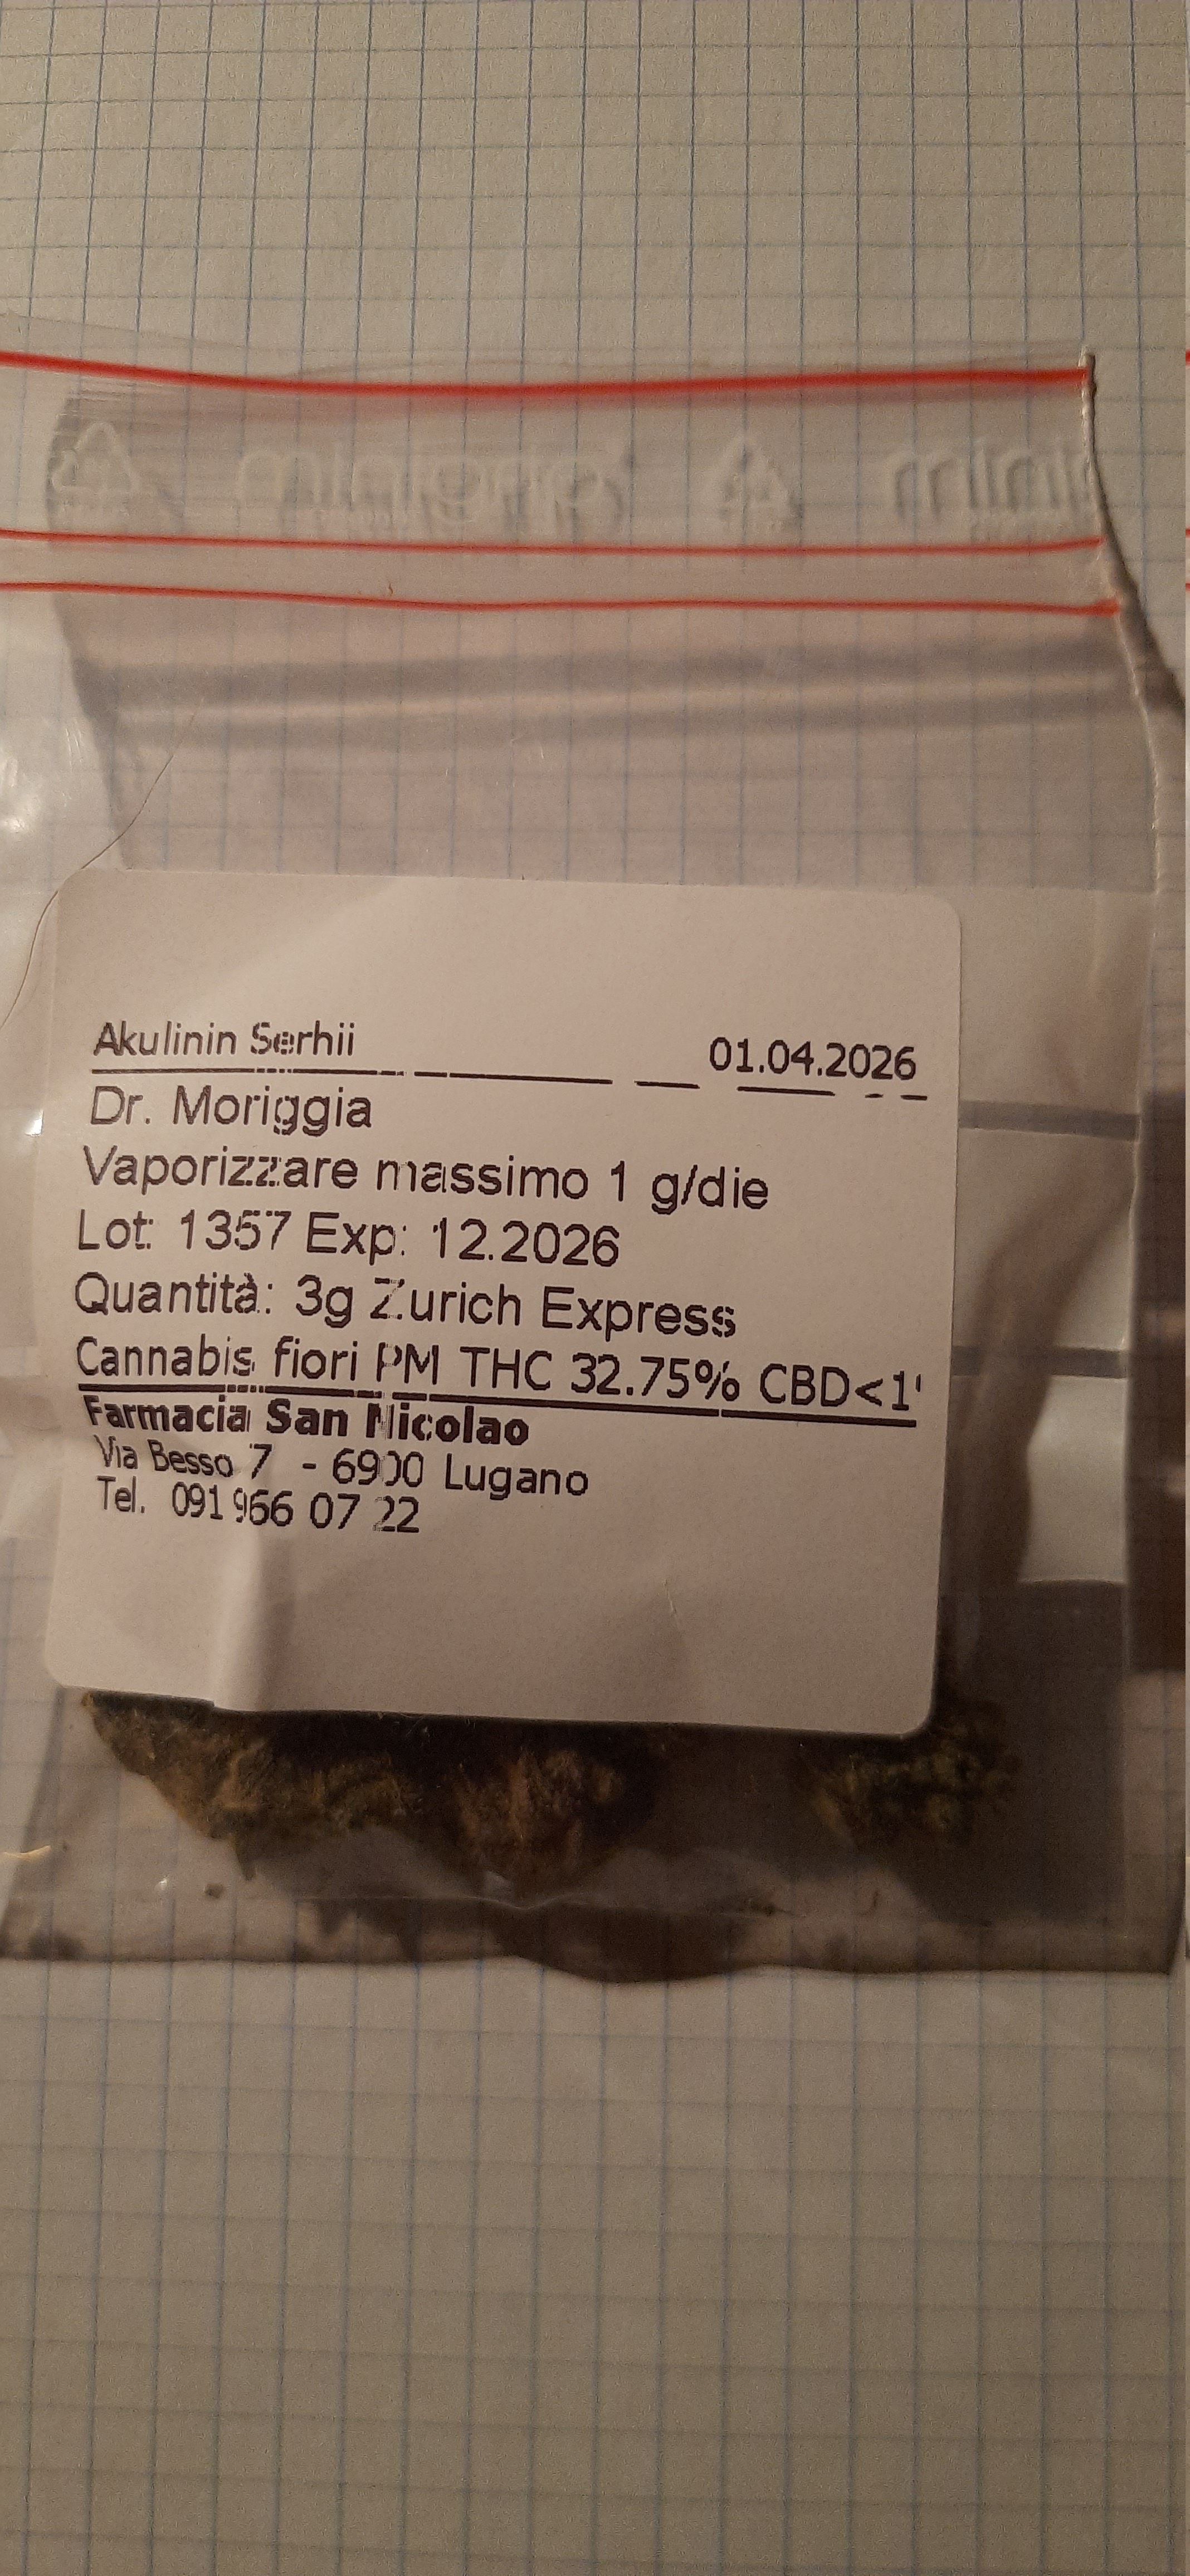 Akulinin Serhii 01.04.2026
Dr. Moriggia
Vaporizzare massimo 1 g/die
Lot: 1357 Exp: 12.2026
Quantità: 3g Zurich Express
Cannabis fiori PM THC 32.75% CBD<1
Farmacia San Nicolao
Via Besso 7 - 6900 Lugano
Tel. 091 966 07 22